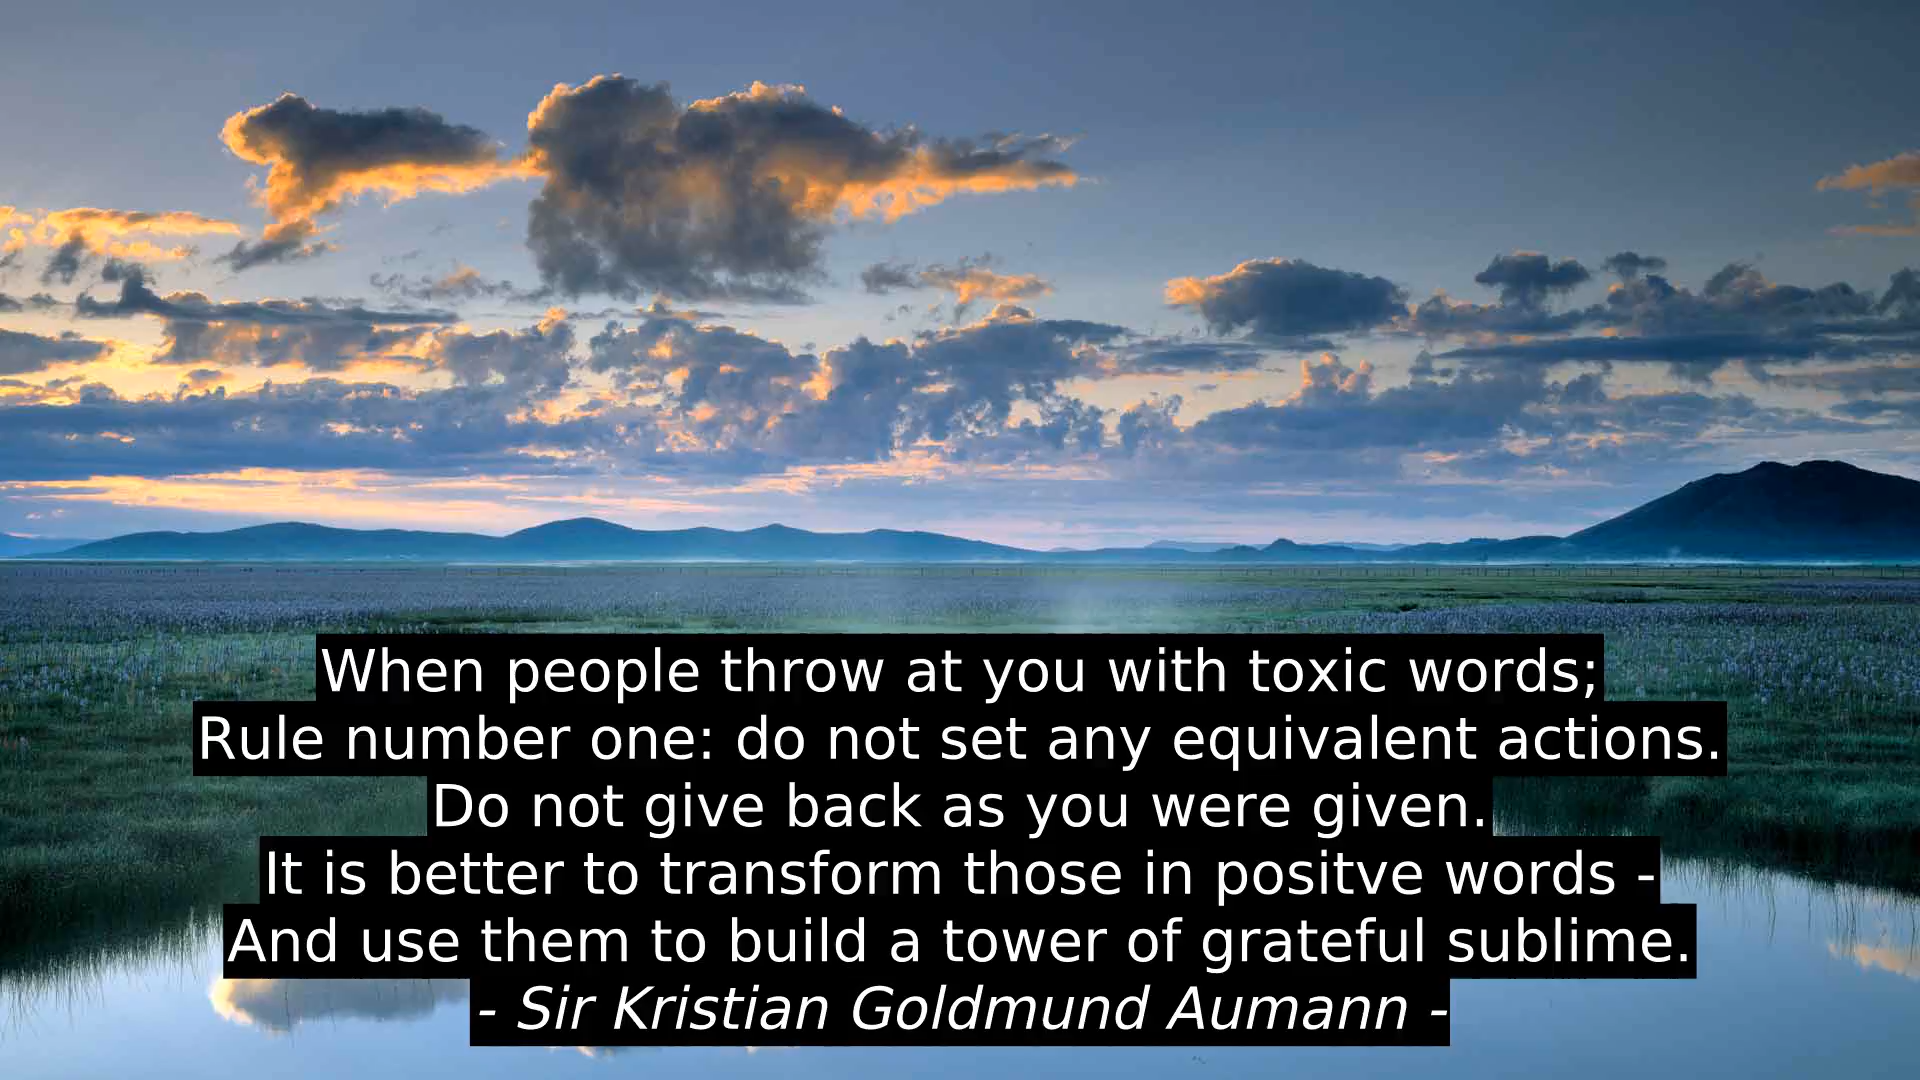 When people throw at you with toxic words;
Rule number one: do not set any equivalent actions.
Do not give back as you were given.
It is better to transform those in positve words -
And use them to build a tower of grateful sublime.
- Sir Kristian Goldmund Aumann -